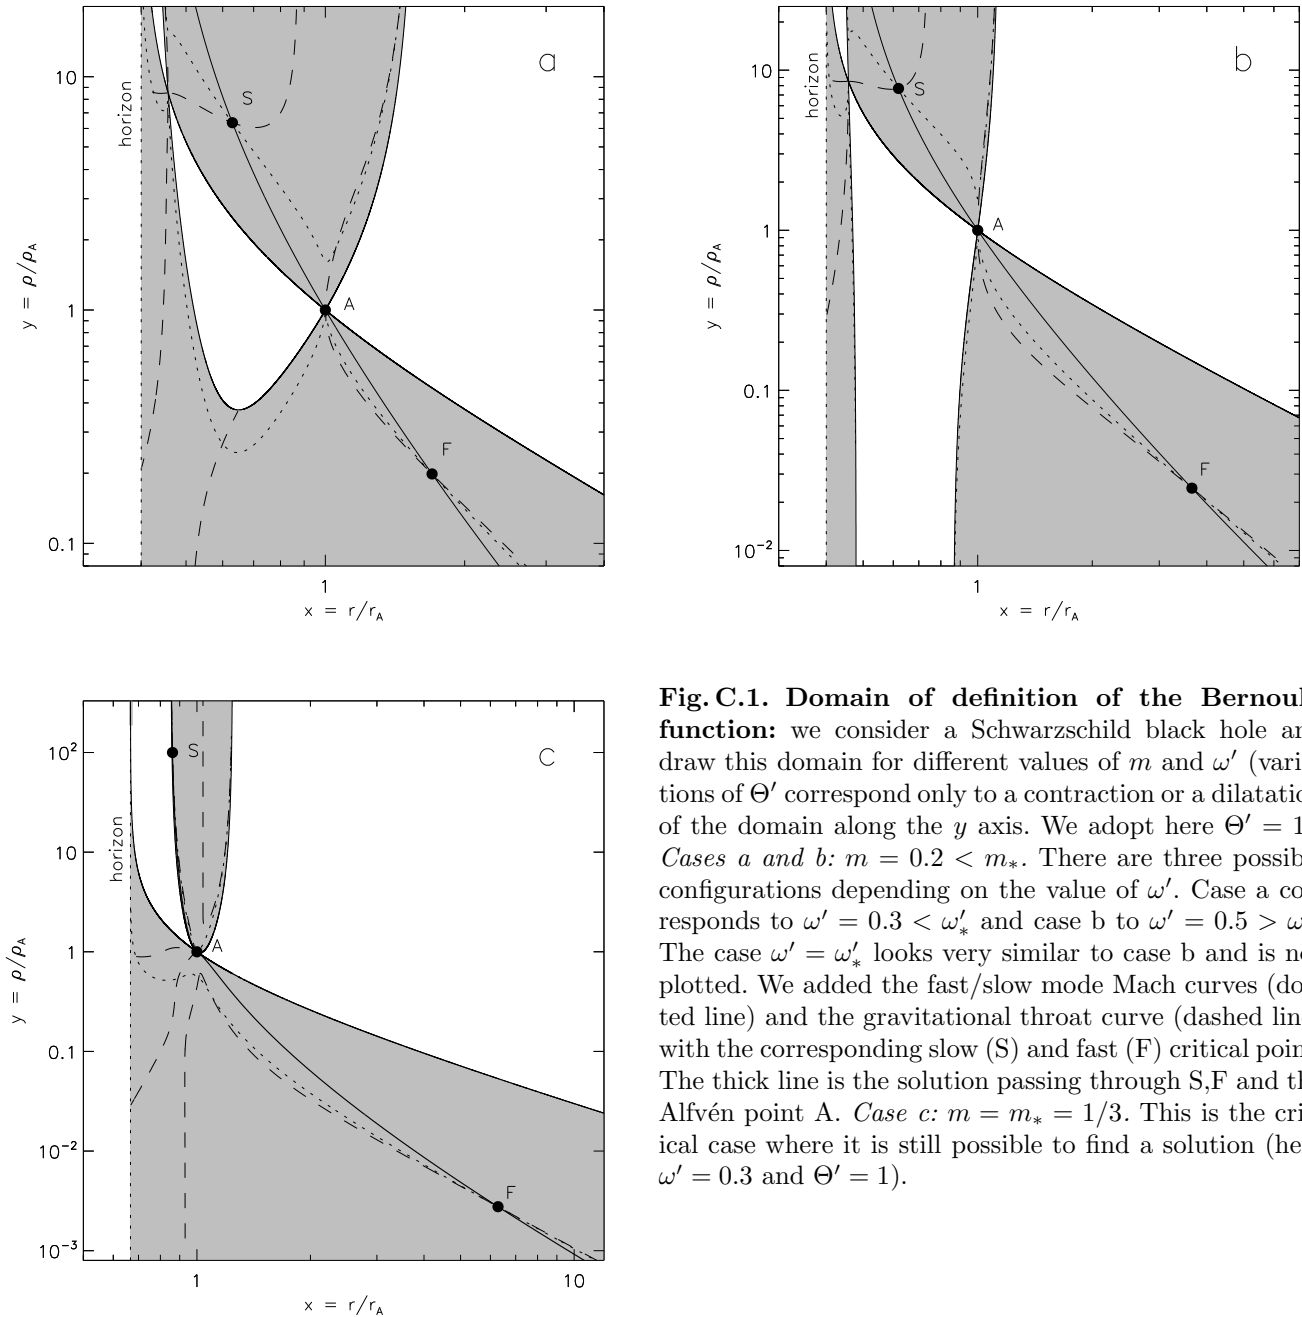 a
10
S
horizon
1
A
F
0.1
y = ρ/ρA
1
x = r/rA
b
10
S
horizon
A
1
0.1
F
10⁻²
y = ρ/ρA
1
x = r/rA
c
10²
S
10
horizon
A
1
0.1
10⁻²
F
10⁻³
y = ρ/ρA
1
10
x = r/rA
Fig. C.1. Domain of definition of the Bernoul
function: we consider a Schwarzschild black hole an
draw this domain for different values of m and ω′ (vari
tions of Θ′ correspond only to a contraction or a dilatatio
of the domain along the y axis. We adopt here Θ′ = 1
Cases a and b: m = 0.2 < m∗. There are three possib
configurations depending on the value of ω′. Case a co
responds to ω′ = 0.3 < ω′∗ and case b to ω′ = 0.5 > ω
The case ω′ = ω′∗ looks very similar to case b and is no
plotted. We added the fast/slow mode Mach curves (do
ted line) and the gravitational throat curve (dashed lin
with the corresponding slow (S) and fast (F) critical poin
The thick line is the solution passing through S,F and th
Alfvén point A. Case c: m = m∗ = 1/3. This is the cri
ical case where it is still possible to find a solution (he
ω′ = 0.3 and Θ′ = 1).